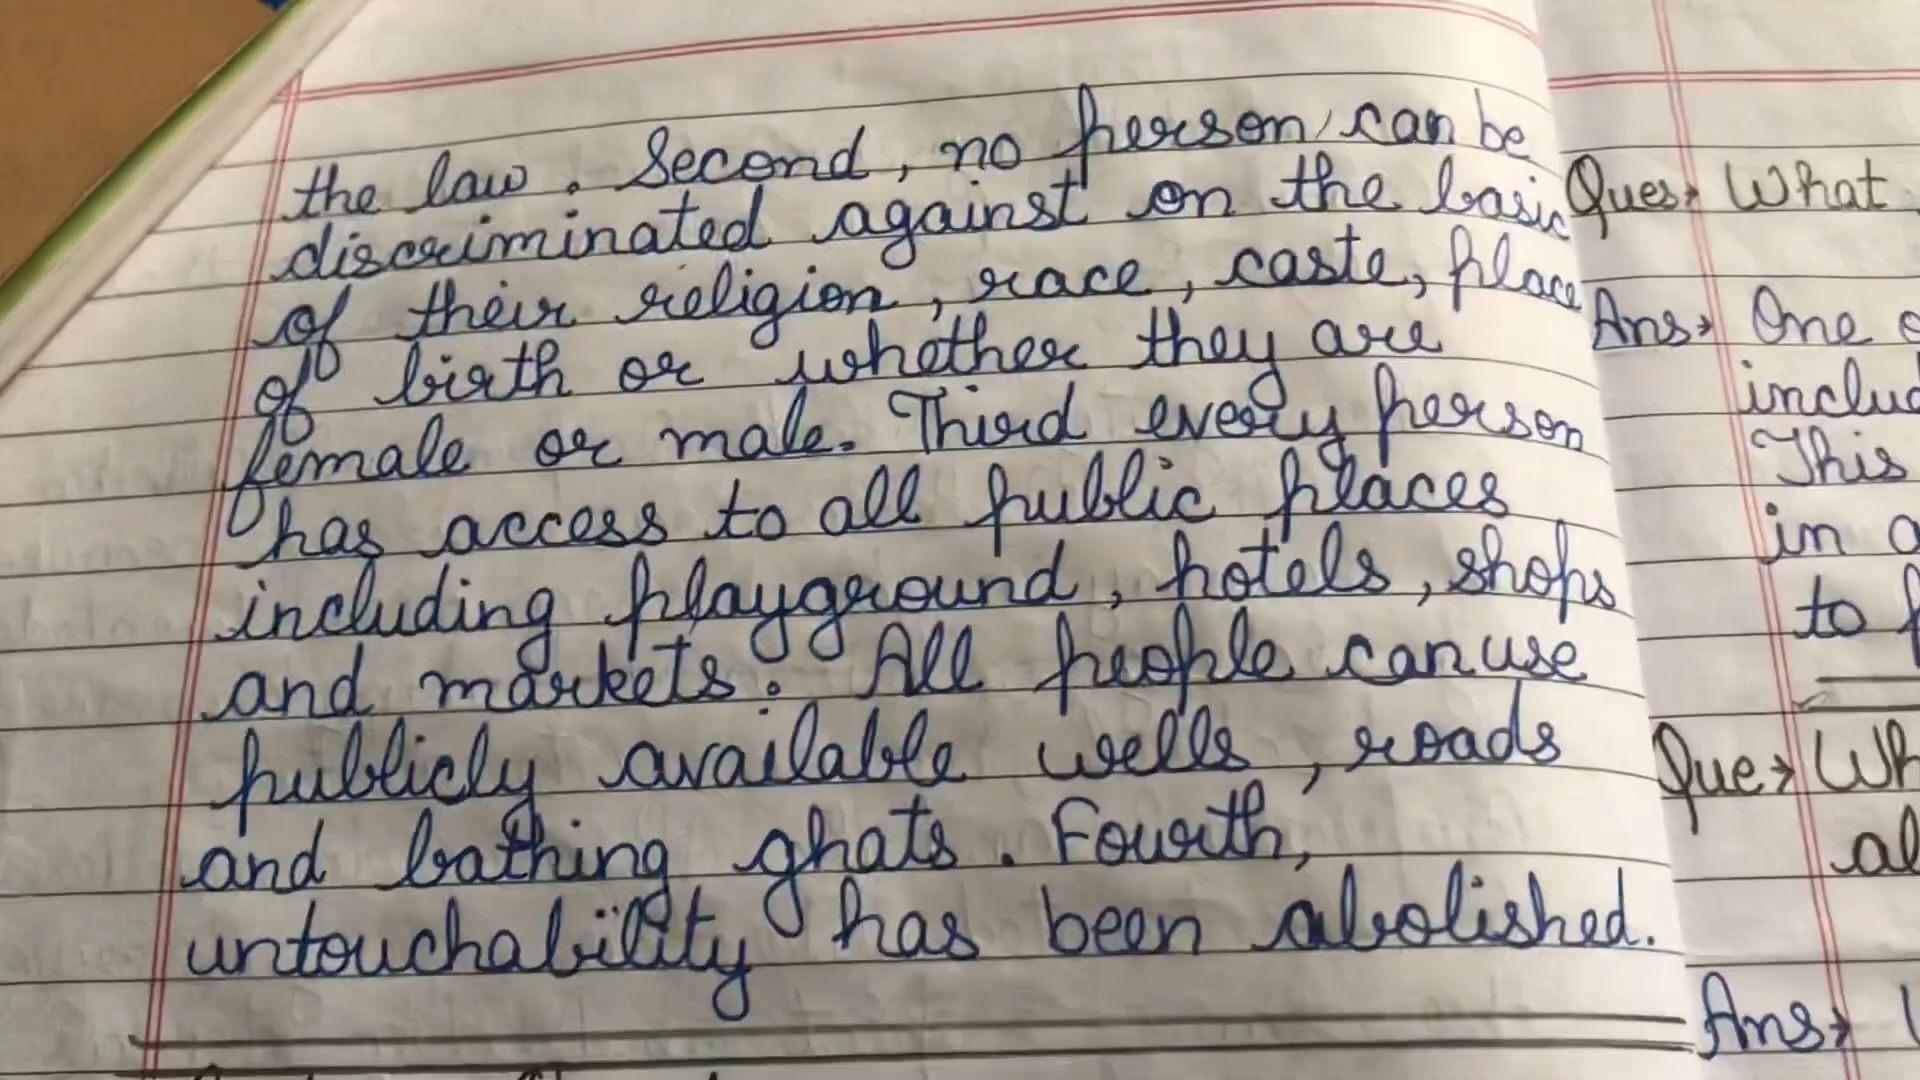 the law. Second, no person can be
discriminated against on the basic
of their religion, race, caste, place
of birth or whether they are
female or male. Third every person
has access to all public places
including playground, hotels, shops
and markets. All people can use
publicly available wells, roads
and bathing ghats. Fourth,
untouchability has been abolished.
Ques→ What
Ans→ One
includ
This
in a
to
Que→ Wh
al
Ans→